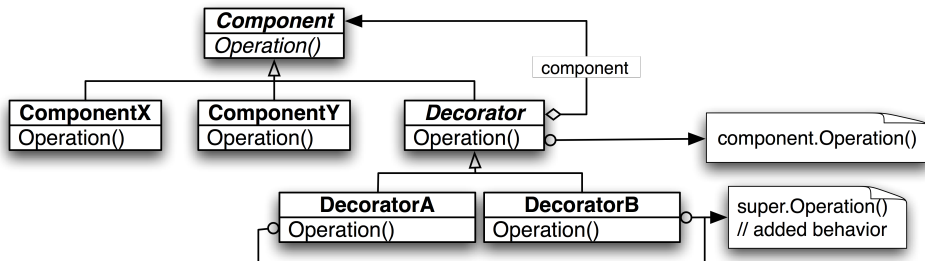 Component
Operation()
component
ComponentX
Operation()
ComponentY
Operation()
Decorator
Operation()
component.Operation()
DecoratorA
Operation()
DecoratorB
Operation()
super.Operation()
// added behavior